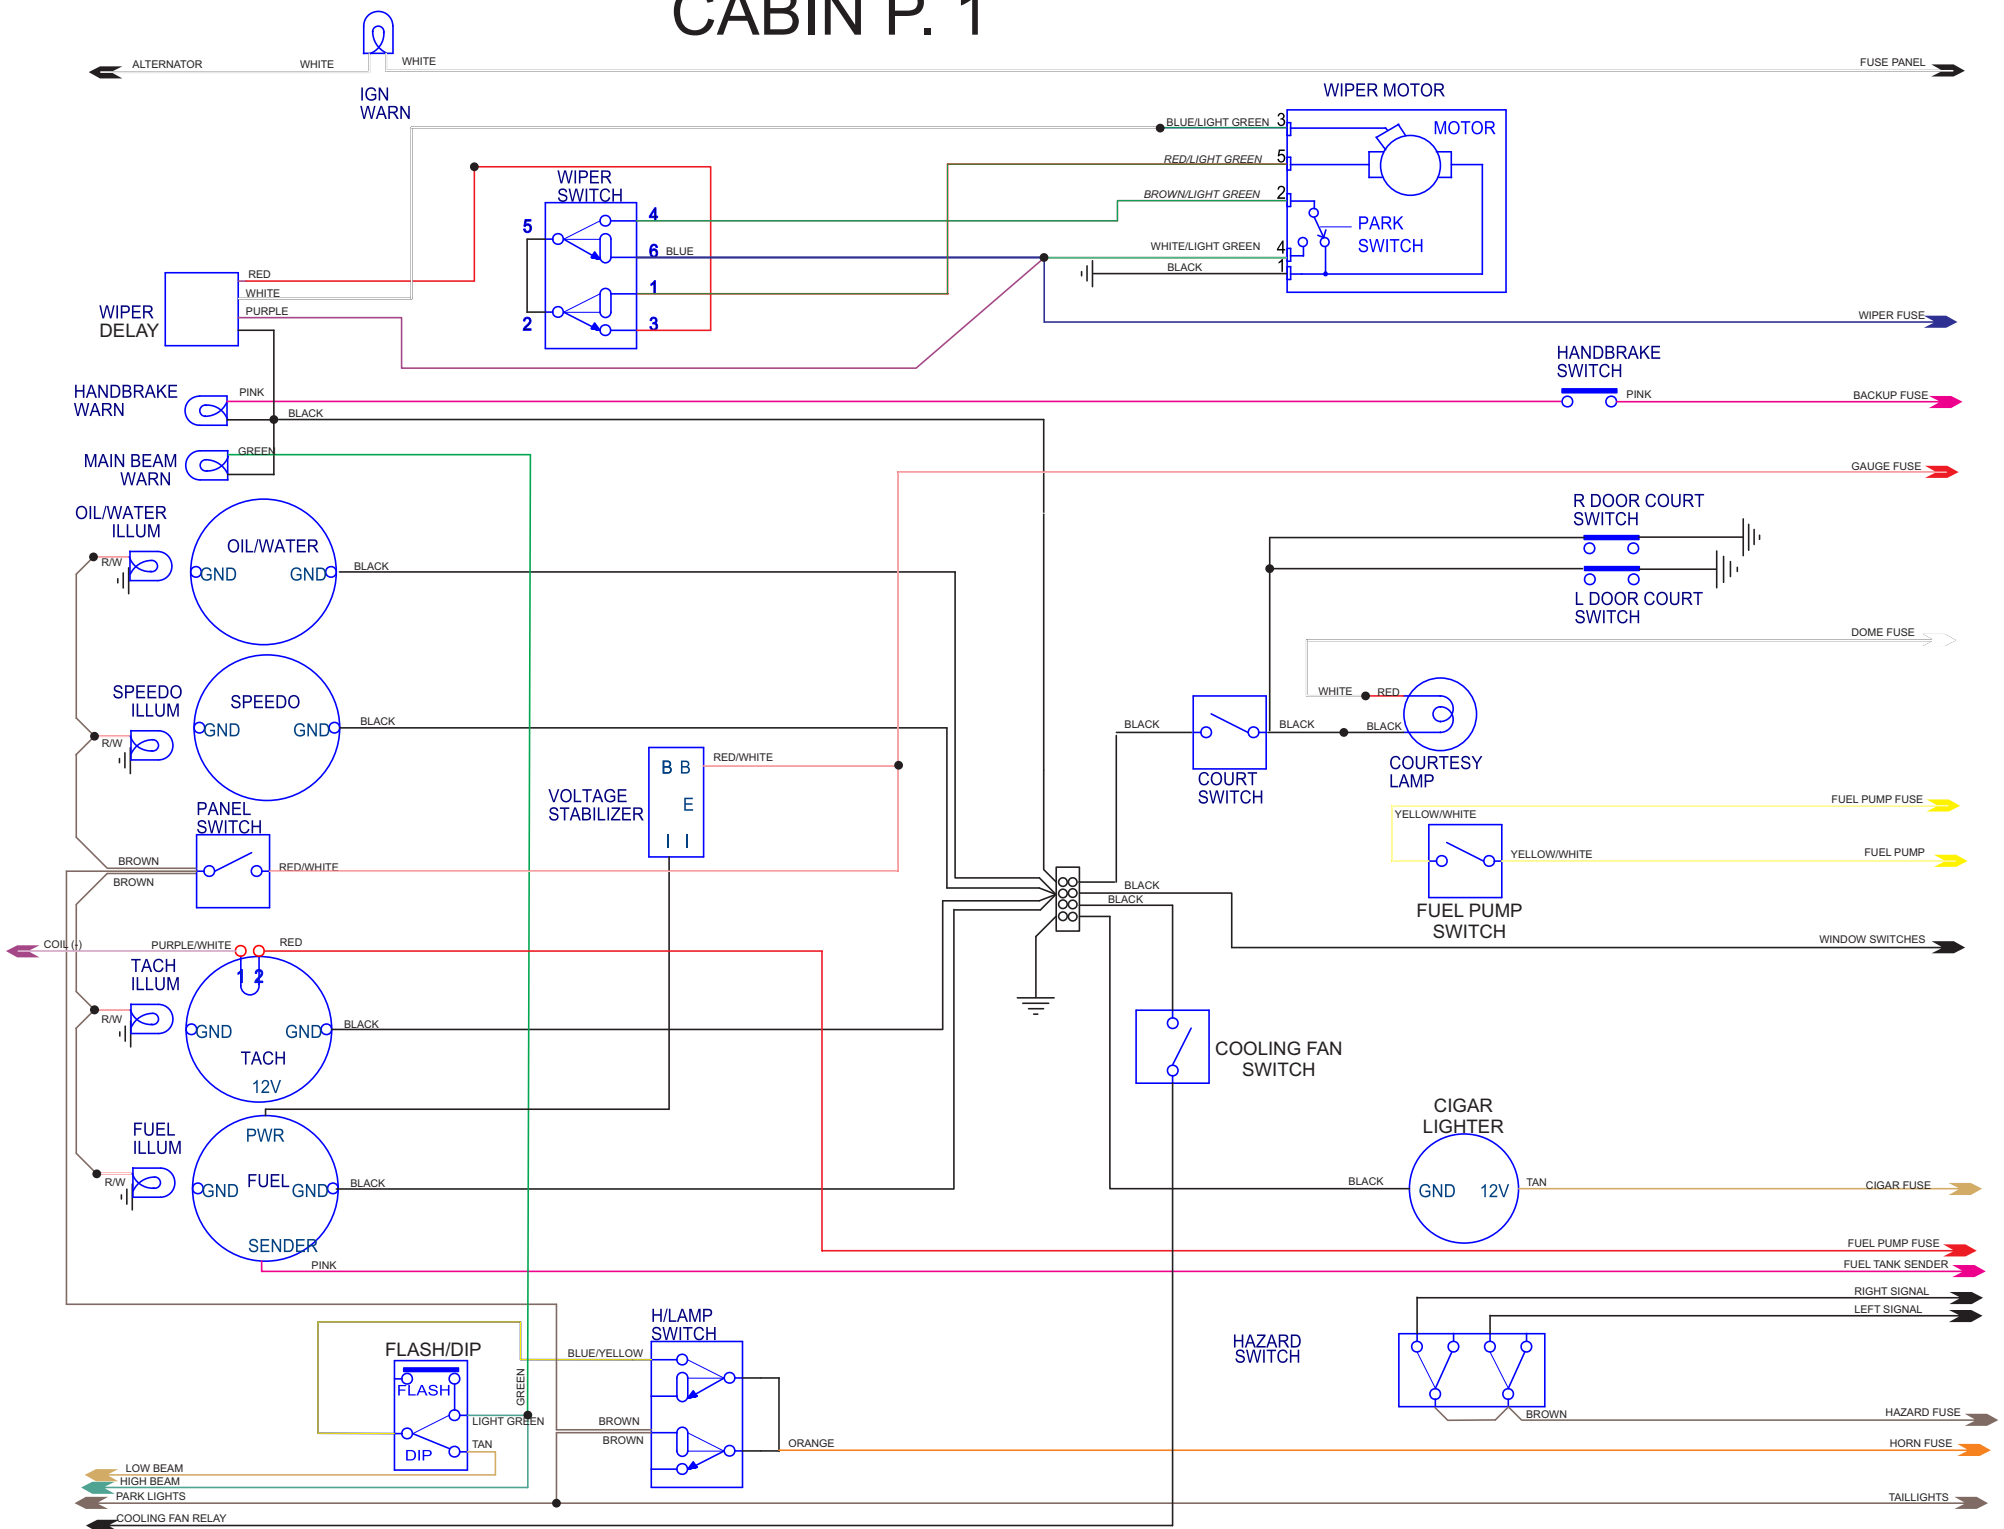 CABIN P. 1
ALTERNATOR
WHITE
WHITE
FUSE PANEL
IGN
WARN
WIPER MOTOR
BLUE/LIGHT GREEN
3
MOTOR
RED/LIGHT GREEN
5
WIPER
SWITCH
BROWN/LIGHT GREEN
2
4
5
PARK
SWITCH
6
BLUE
WHITE/LIGHT GREEN
4
BLACK
1
RED
WHITE
PURPLE
1
WIPER
DELAY
2
3
WIPER FUSE
HANDBRAKE
SWITCH
HANDBRAKE
WARN
PINK
PINK
BACKUP FUSE
BLACK
GREEN
MAIN BEAM
WARN
GAUGE FUSE
OIL/WATER
ILLUM
R DOOR COURT
SWITCH
OIL/WATER
R/W
GND
GND
BLACK
L DOOR COURT
SWITCH
DOME FUSE
SPEEDO
ILLUM
SPEEDO
WHITE
RED
R/W
GND
GND
BLACK
BLACK
BLACK
BLACK
RED/WHITE
B B
E
I I
VOLTAGE
STABILIZER
COURT
SWITCH
COURTESY
LAMP
PANEL
SWITCH
FUEL PUMP FUSE
YELLOW/WHITE
BROWN
RED/WHITE
YELLOW/WHITE
FUEL PUMP
BROWN
BLACK
BLACK
FUEL PUMP
SWITCH
COIL (-)
PURPLE/WHITE
RED
WINDOW SWITCHES
TACH
ILLUM
1 2
R/W
GND
GND
BLACK
TACH
12V
COOLING FAN
SWITCH
CIGAR
LIGHTER
FUEL
ILLUM
PWR
FUEL
R/W
GND
GND
BLACK
BLACK
GND
12V
TAN
CIGAR FUSE
SENDER
FUEL PUMP FUSE
PINK
FUEL TANK SENDER
RIGHT SIGNAL
LEFT SIGNAL
H/LAMP
SWITCH
HAZARD
SWITCH
FLASH/DIP
BLUE/YELLOW
FLASH
GREEN
LIGHT GREEN
BROWN
BROWN
HAZARD FUSE
BROWN
TAN
DIP
ORANGE
HORN FUSE
LOW BEAM
HIGH BEAM
PARK LIGHTS
TAILLIGHTS
COOLING FAN RELAY